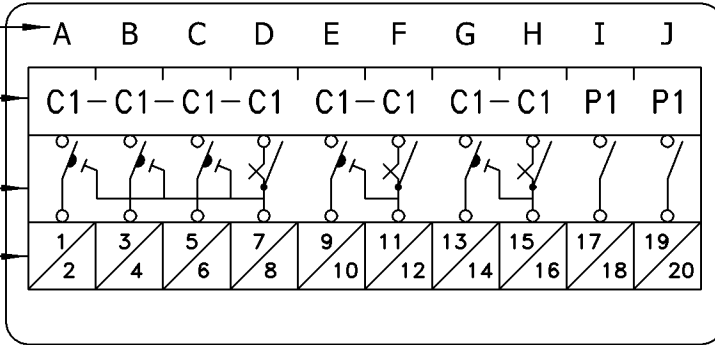 A B C D E F G H I J
C1-C1-C1-C1 C1-C1 C1-C1 P1 P1
1 3 5 7 9 11 13 15 17 19
2 4 6 8 10 12 14 16 18 20